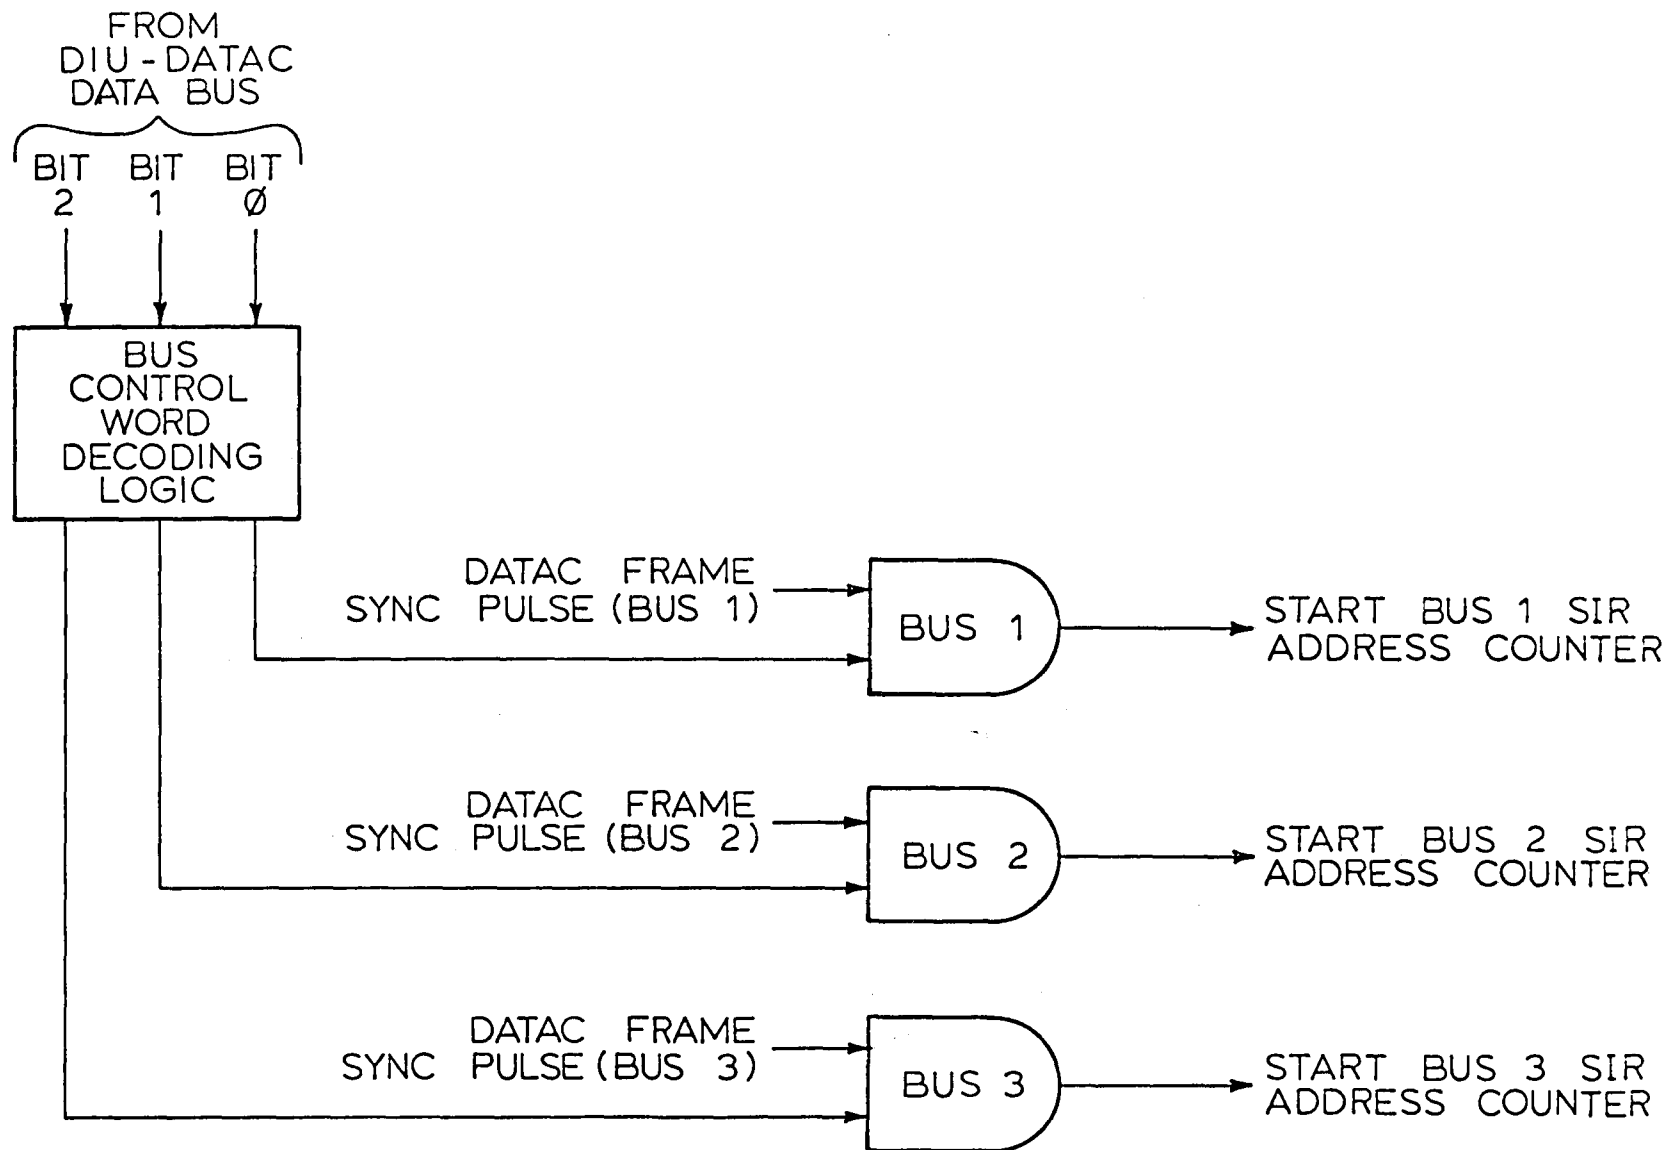 FROM
DIU-DATAC
DATA BUS
BIT BIT BIT
2 1 Ø
BUS
CONTROL
WORD
DECODING
LOGIC
DATAC FRAME
SYNC PULSE (BUS 1)
BUS 1
START BUS 1 SIR
ADDRESS COUNTER
DATAC FRAME
SYNC PULSE (BUS 2)
BUS 2
START BUS 2 SIR
ADDRESS COUNTER
DATAC FRAME
SYNC PULSE (BUS 3)
BUS 3
START BUS 3 SIR
ADDRESS COUNTER